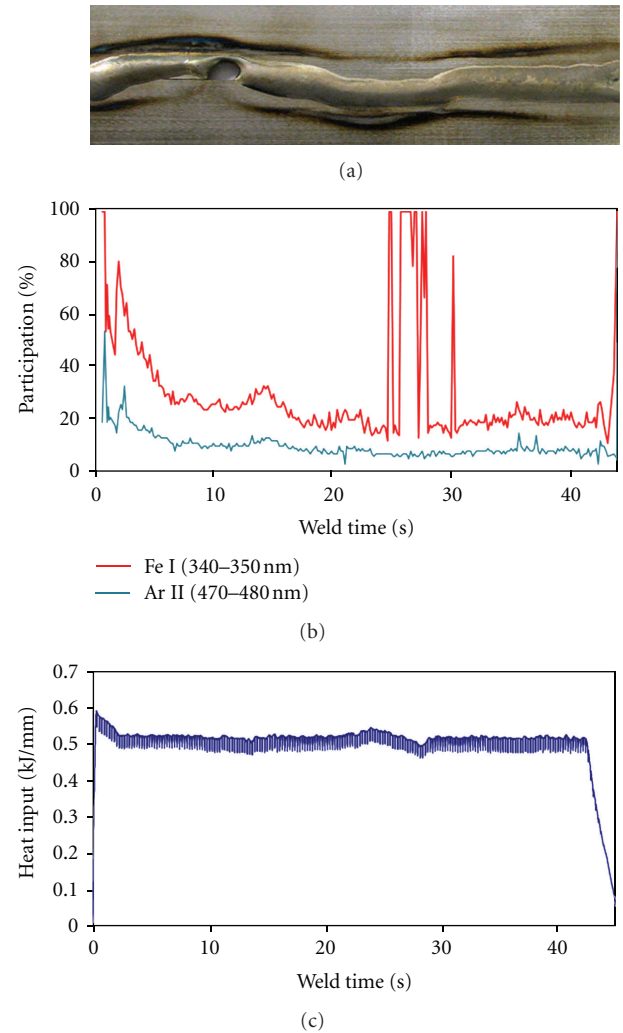 (a)
100
80
60
40
20
0
Participation (%)
0 10 20 30 40
Weld time (s)
Fe I (340–350 nm)
Ar II (470–480 nm)
(b)
0.7
0.6
0.5
0.4
0.3
0.2
0.1
0
Heat input (kJ/mm)
0 10 20 30 40
Weld time (s)
(c)